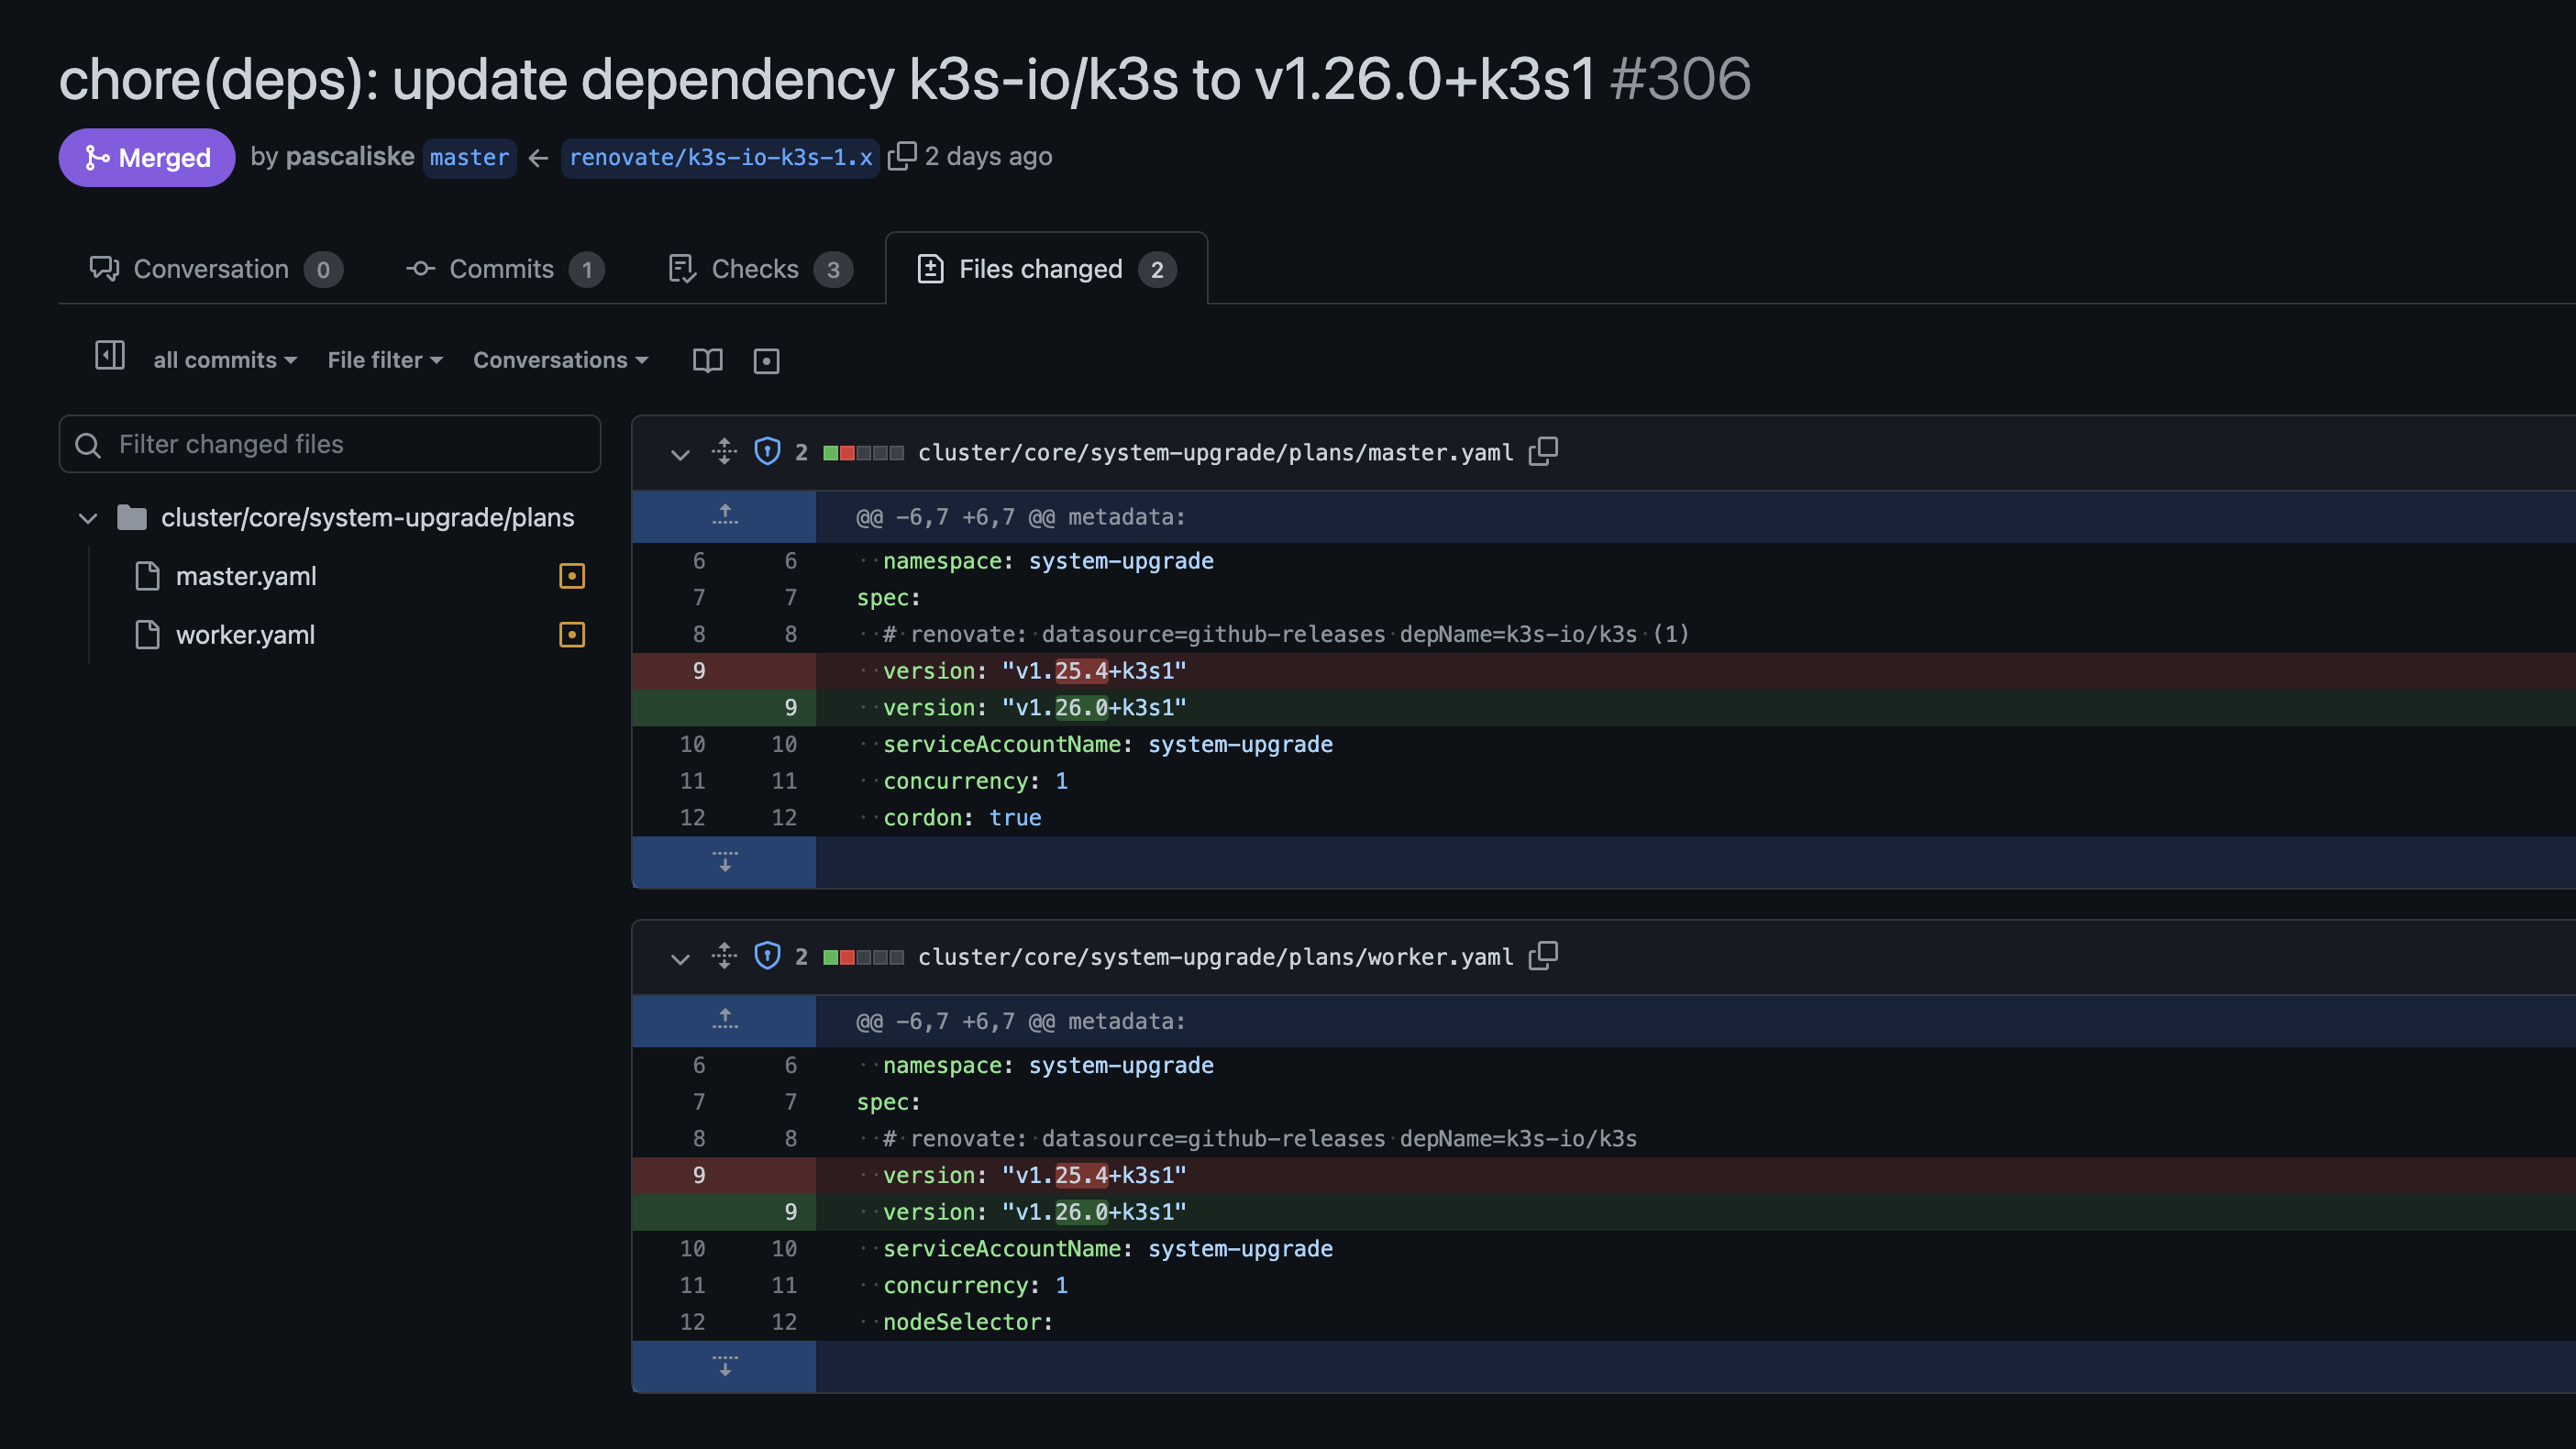 chore(deps): update dependency k3s-io/k3s to v1.26.0+k3s1 #306
Merged by pascaliske master ← renovate/k3s-io-k3s-1.x 2 days ago
Conversation 0 Commits 1 Checks 3 Files changed 2
all commits File filter Conversations
Filter changed files
cluster/core/system-upgrade/plans
master.yaml
worker.yaml
2 cluster/core/system-upgrade/plans/master.yaml
@@ -6,7 +6,7 @@ metadata:
6 6 namespace: system-upgrade
7 7 spec:
8 8 # renovate: datasource=github-releases depName=k3s-io/k3s (1)
9 version: "v1.25.4+k3s1"
9 version: "v1.26.0+k3s1"
10 10 serviceAccountName: system-upgrade
11 11 concurrency: 1
12 12 cordon: true
2 cluster/core/system-upgrade/plans/worker.yaml
@@ -6,7 +6,7 @@ metadata:
6 6 namespace: system-upgrade
7 7 spec:
8 8 # renovate: datasource=github-releases depName=k3s-io/k3s
9 version: "v1.25.4+k3s1"
9 version: "v1.26.0+k3s1"
10 10 serviceAccountName: system-upgrade
11 11 concurrency: 1
12 12 nodeSelector: